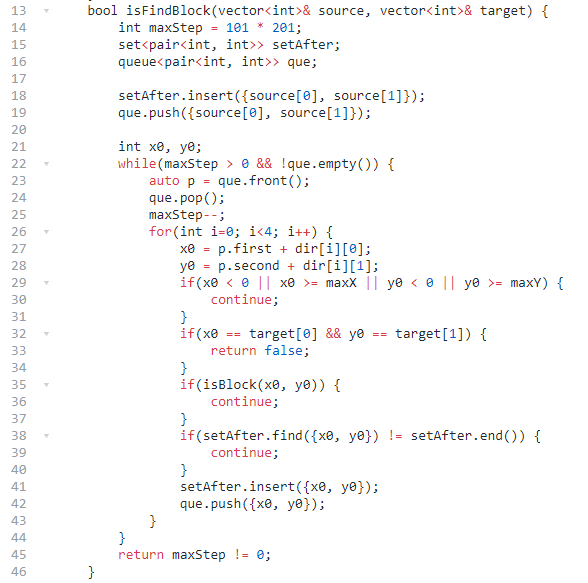 13 bool isFindBlock(vector<int>& source, vector<int>& target) {
14 int maxStep = 101 * 201;
15 set<pair<int, int>> setAfter;
16 queue<pair<int, int>> que;
17
18 setAfter.insert({source[0], source[1]});
19 que.push({source[0], source[1]});
20
21 int x0, y0;
22 while(maxStep > 0 && !que.empty()) {
23 auto p = que.front();
24 que.pop();
25 maxStep--;
26 for(int i=0; i<4; i++) {
27 x0 = p.first + dir[i][0];
28 y0 = p.second + dir[i][1];
29 if(x0 < 0 || x0 >= maxX || y0 < 0 || y0 >= maxY) {
30 continue;
31 }
32 if(x0 == target[0] && y0 == target[1]) {
33 return false;
34 }
35 if(isBlock(x0, y0)) {
36 continue;
37 }
38 if(setAfter.find({x0, y0}) != setAfter.end()) {
39 continue;
40 }
41 setAfter.insert({x0, y0});
42 que.push({x0, y0});
43 }
44 }
45 return maxStep != 0;
46 }